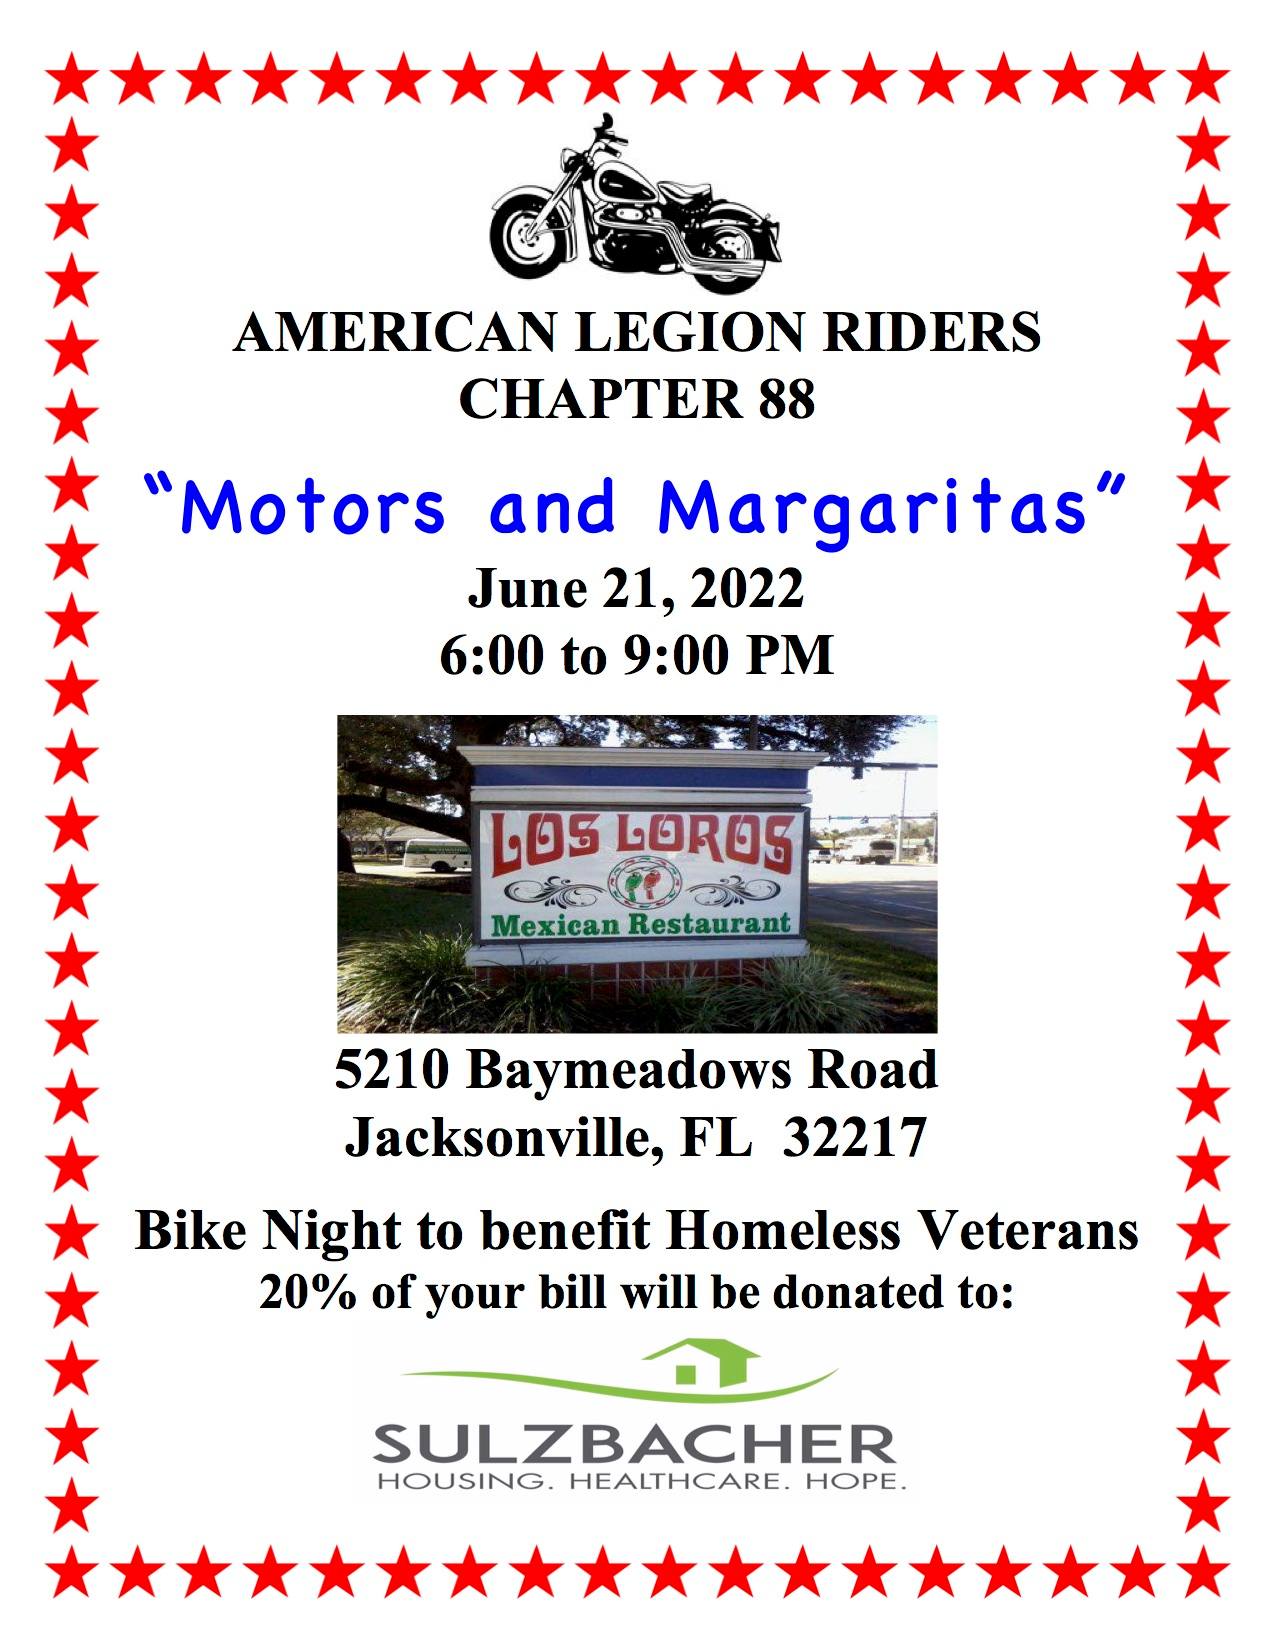 AMERICAN LEGION RIDERS
CHAPTER 88
“Motors and Margaritas”
June 21, 2022
6:00 to 9:00 PM
LOS LOROS
Mexican Restaurant
5210 Baymeadows Road
Jacksonville, FL 32217
Bike Night to benefit Homeless Veterans
20% of your bill will be donated to:
SULZBACHER
HOUSING. HEALTHCARE. HOPE.